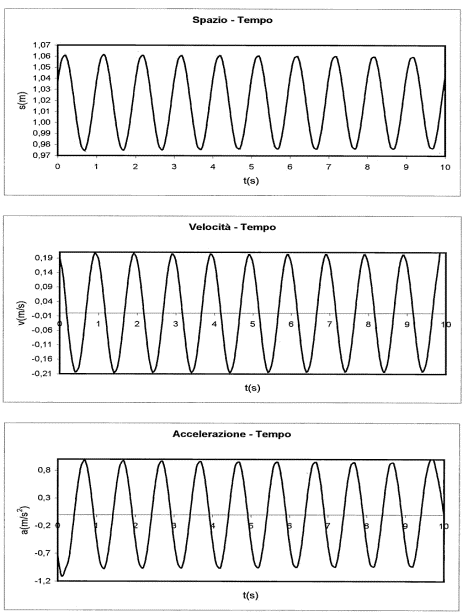 Spazio - Tempo
1,07
1,06
1,04
1,03
1,02
1,00
0,99
0,98
0,97
s(m)
0 1 2 3 4 5 6 7 8 9 10
t(s)
Velocità - Tempo
0,19
0,14
0,09
0,04
-0,01
-0,06
-0,11
-0,16
-0,21
v(m/s)
0 1 2 3 4 5 6 7 8 9 10
t(s)
Accelerazione - Tempo
0,8
0,3
-0,2
-0,7
-1,2
a(m/s²)
0 1 2 3 4 5 6 7 8 9 10
t(s)